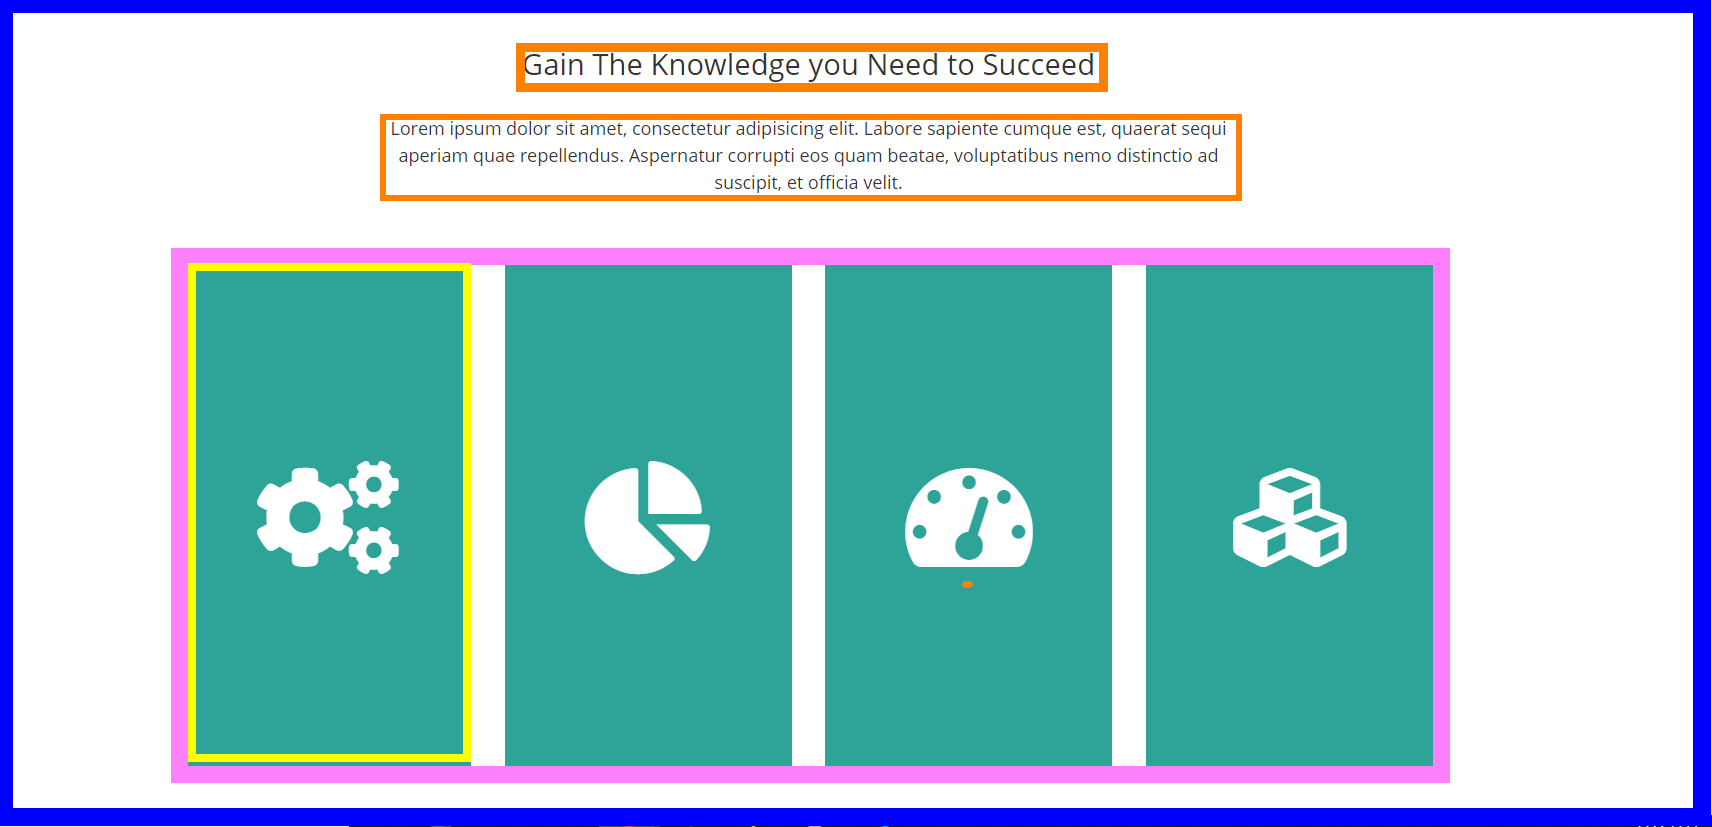 Gain The Knowledge you Need to Succeed
Lorem ipsum dolor sit amet, consectetur adipisicing elit. Labore sapiente cumque est, quaerat sequi
aperiam quae repellendus. Aspernatur corrupti eos quam beatae, voluptatibus nemo distinctio ad
suscipit, et officia velit.